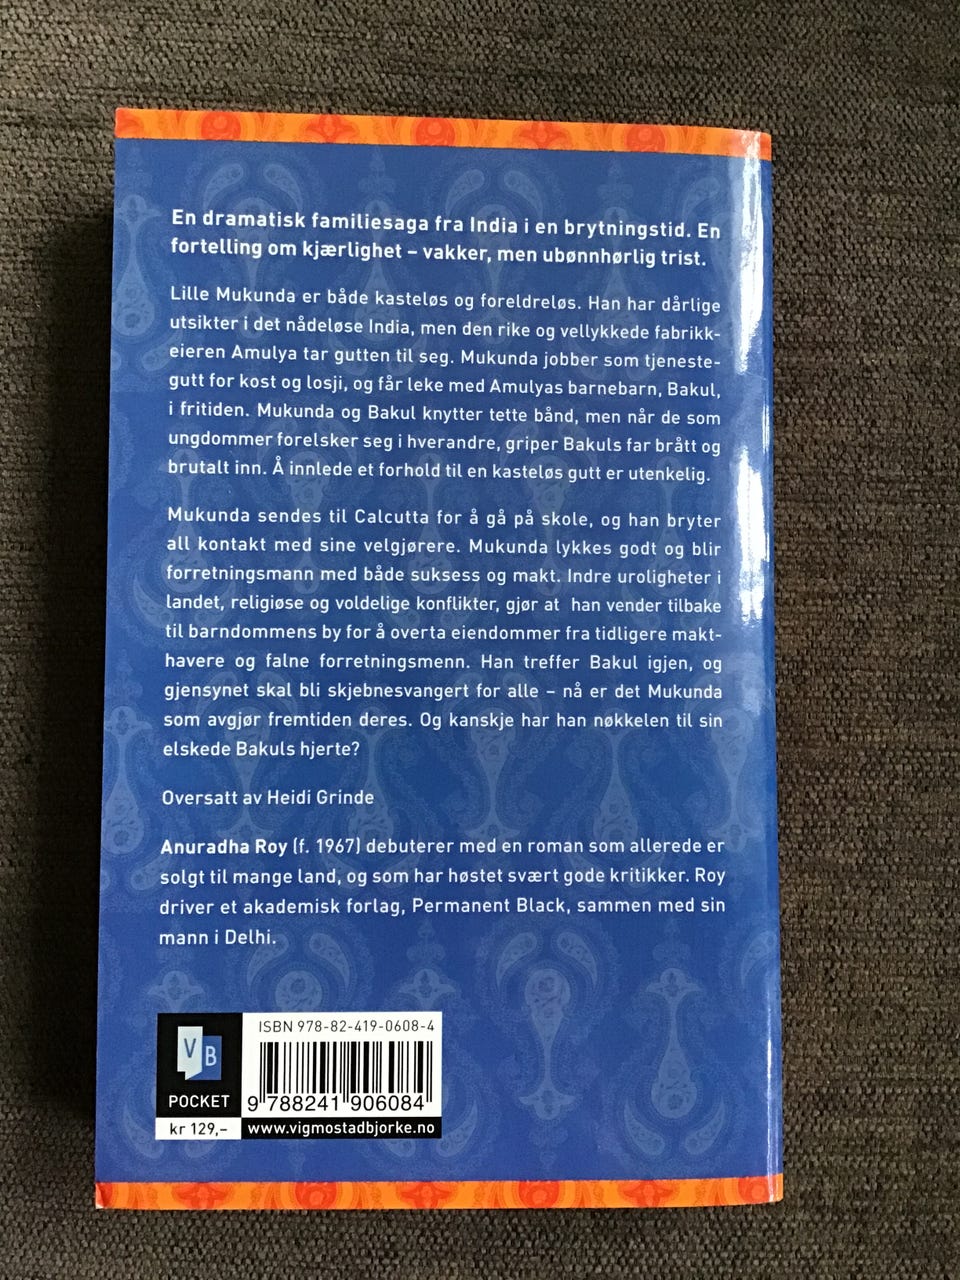 En dramatisk familiesaga fra India i en brytningstid. En
fortelling om kjærlighet – vakker, men ubønnhørlig trist.
Lille Mukunda er både kasteløs og foreldreløs. Han har dårlige
utsikter i det nådeløse India, men den rike og vellykkede fabrikk-
eieren Amulya tar gutten til seg. Mukunda jobber som tjeneste-
gutt for kost og losji, og får leke med Amulyas barnebarn, Bakul,
i fritiden. Mukunda og Bakul knytter tette bånd, men når de som
ungdommer forelsker seg i hverandre, griper Bakuls far brått og
brutalt inn. Å innlede et forhold til en kasteløs gutt er utenkelig.
Mukunda sendes til Calcutta for å gå på skole, og han bryter
all kontakt med sine velgjørere. Mukunda lykkes godt og blir
forretningsmann med både suksess og makt. Indre uroligheter i
landet, religiøse og voldelige konflikter, gjør at han vender tilbake
til barndommens by for å overta eiendommer fra tidligere makt-
havere og falne forretningsmenn. Han treffer Bakul igjen, og
gjensynet skal bli skjebnesvangert for alle – nå er det Mukunda
som avgjør fremtiden deres. Og kanskje har han nøkkelen til sin
elskede Bakuls hjerte?
Oversatt av Heidi Grinde
Anuradha Roy (f. 1967) debuterer med en roman som allerede er
solgt til mange land, og som har høstet svært gode kritikker. Roy
driver et akademisk forlag, Permanent Black, sammen med sin
mann i Delhi.
ISBN 978-82-419-0608-4
VB
POCKET
9 788241 906084
kr 129,–
www.vigmostadbjorke.no